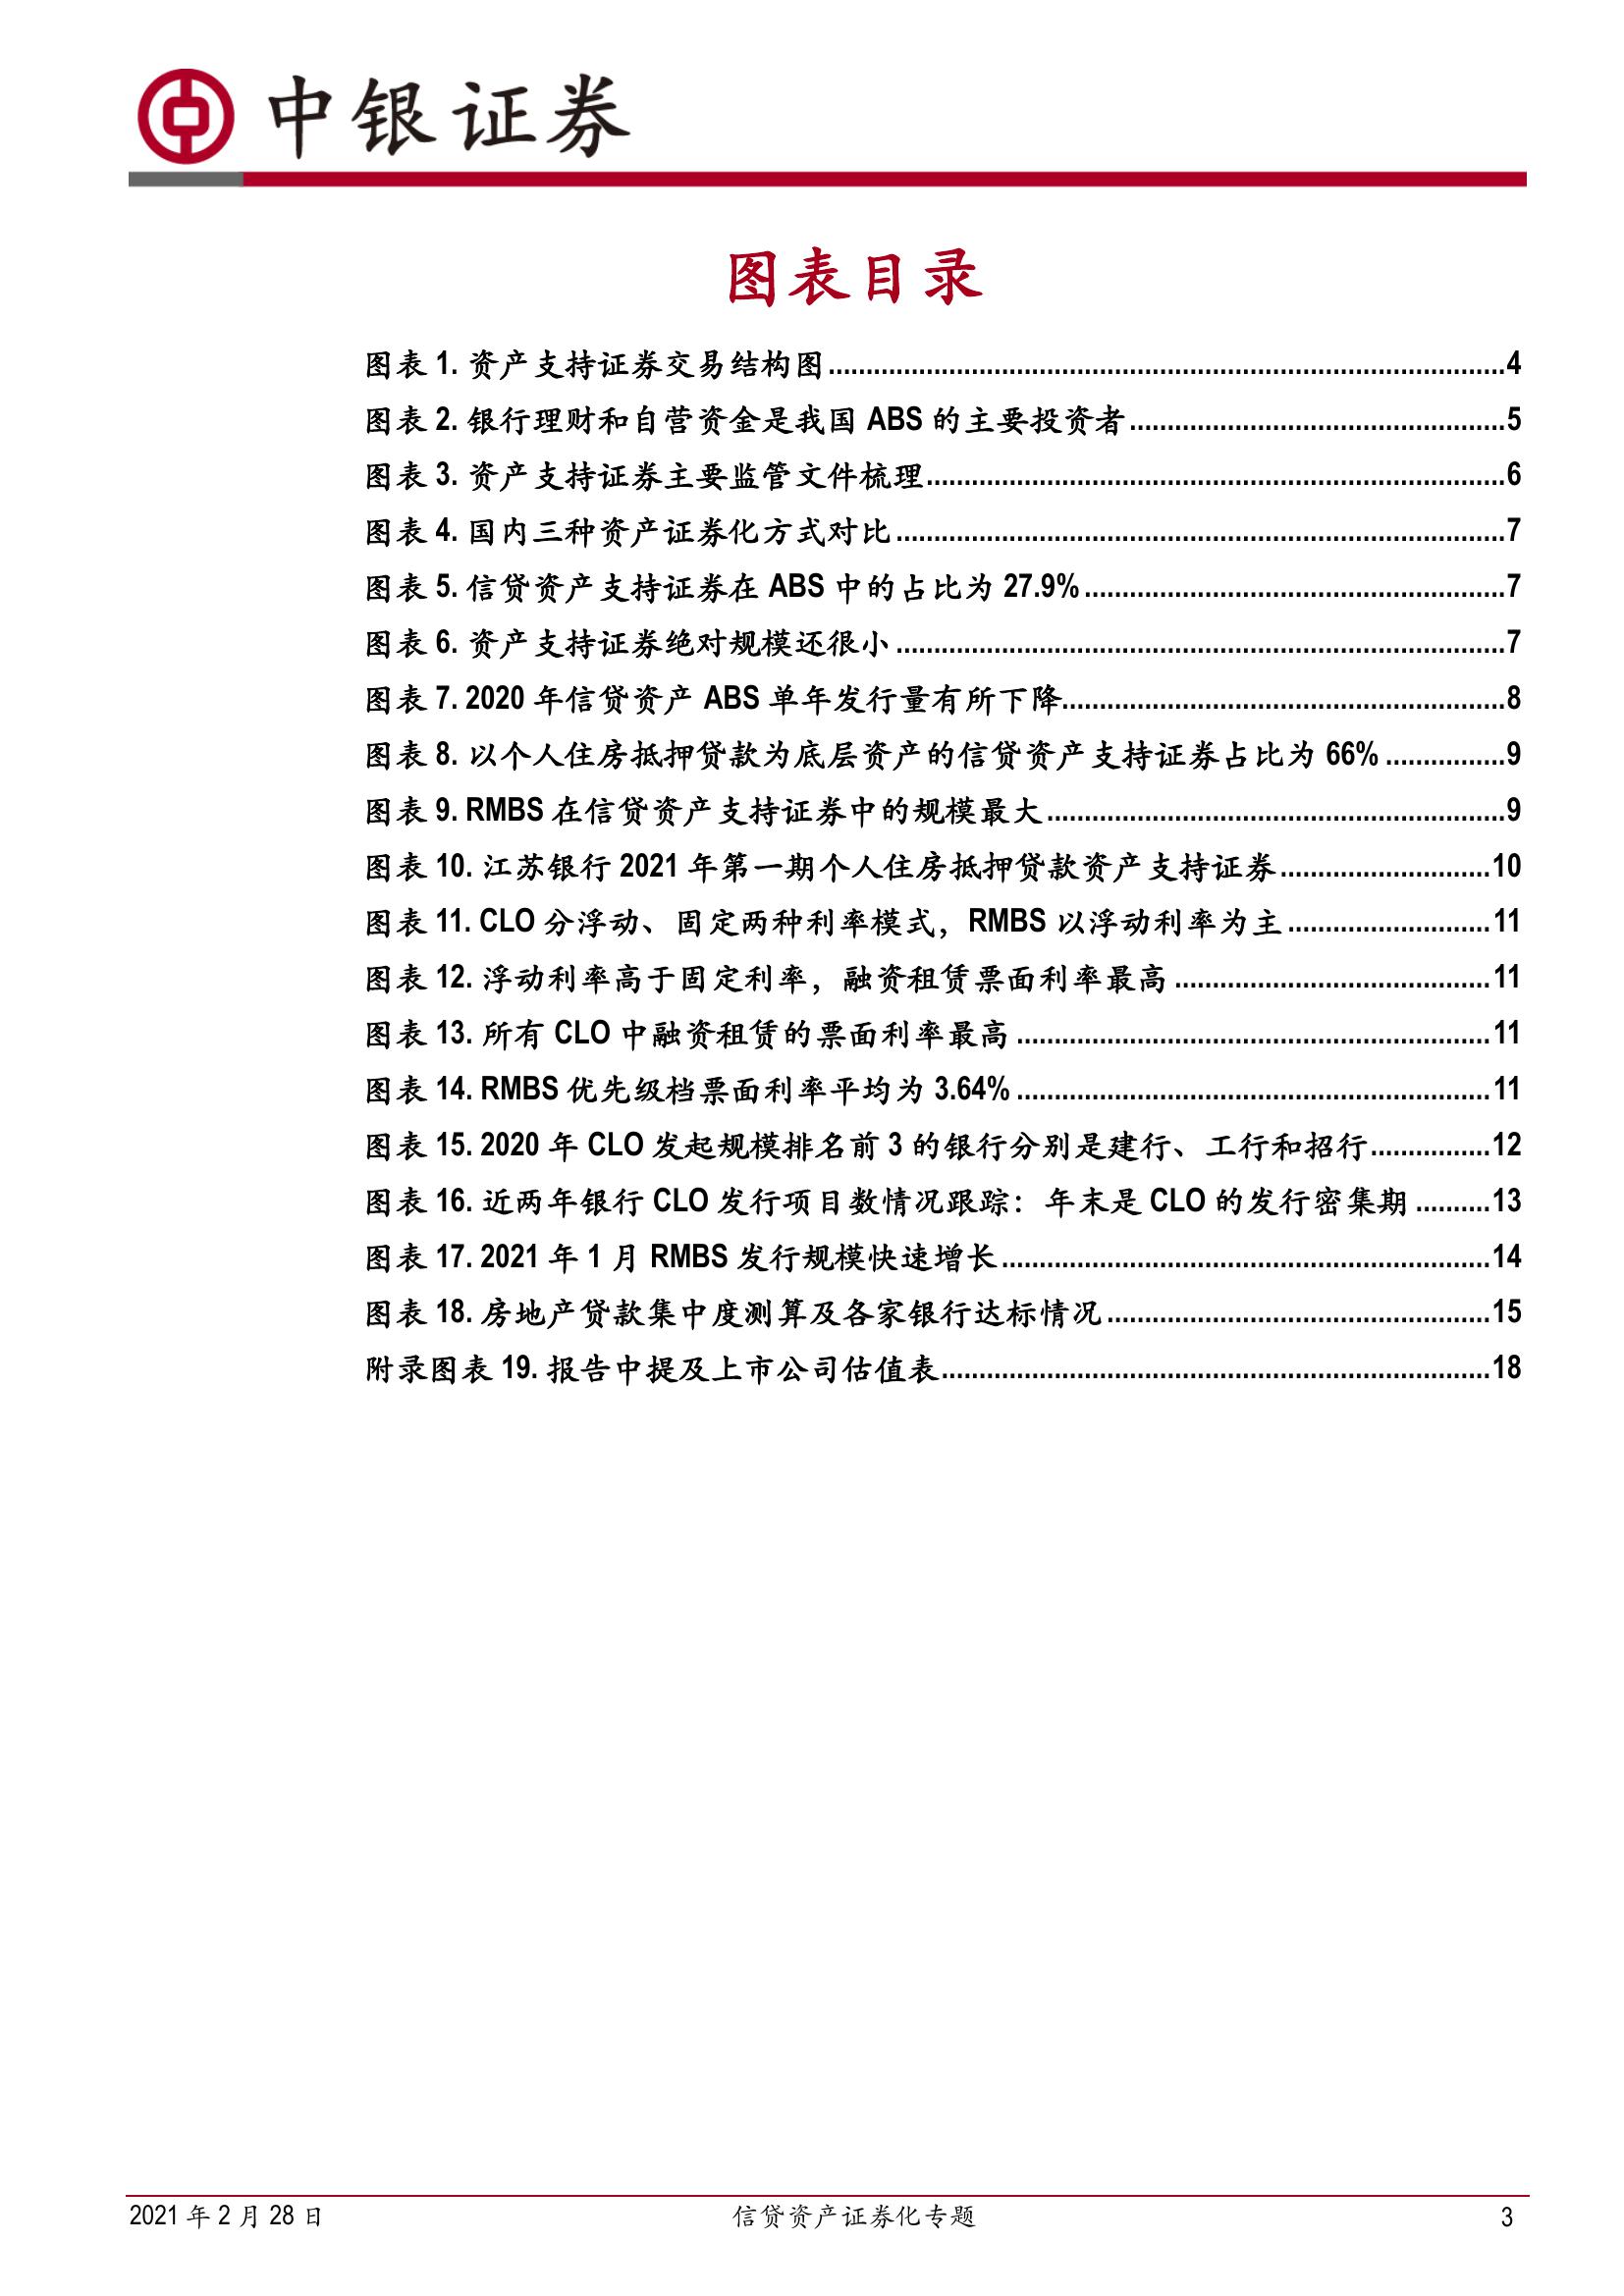 中银证券
图表目录
图表 1. 资产支持证券交易结构图..........................................................................................4
图表 2. 银行理财和自营资金是我国 ABS 的主要投资者..................................................5
图表 3. 资产支持证券主要监管文件梳理.............................................................................6
图表 4. 国内三种资产证券化方式对比.................................................................................7
图表 5. 信贷资产支持证券在 ABS 中的占比为 27.9%........................................................7
图表 6. 资产支持证券绝对规模还很小.................................................................................7
图表 7. 2020 年信贷资产 ABS 单年发行量有所下降...........................................................8
图表 8. 以个人住房抵押贷款为底层资产的信贷资产支持证券占比为 66%................9
图表 9. RMBS 在信贷资产支持证券中的规模最大.............................................................9
图表 10. 江苏银行 2021 年第一期个人住房抵押贷款资产支持证券............................10
图表 11. CLO 分浮动、固定两种利率模式，RMBS 以浮动利率为主...........................11
图表 12. 浮动利率高于固定利率，融资租赁票面利率最高..........................................11
图表 13. 所有 CLO 中融资租赁的票面利率最高...............................................................11
图表 14. RMBS 优先级档票面利率平均为 3.64%...............................................................11
图表 15. 2020 年 CLO 发起规模排名前 3 的银行分别是建行、工行和招行................12
图表 16. 近两年银行 CLO 发行项目数情况跟踪：年末是 CLO 的发行密集期..........13
图表 17. 2021 年 1 月 RMBS 发行规模快速增长.................................................................14
图表 18. 房地产贷款集中度测算及各家银行达标情况...................................................15
附录图表 19. 报告中提及上市公司估值表.........................................................................18
2021 年 2 月 28 日
信贷资产证券化专题
3